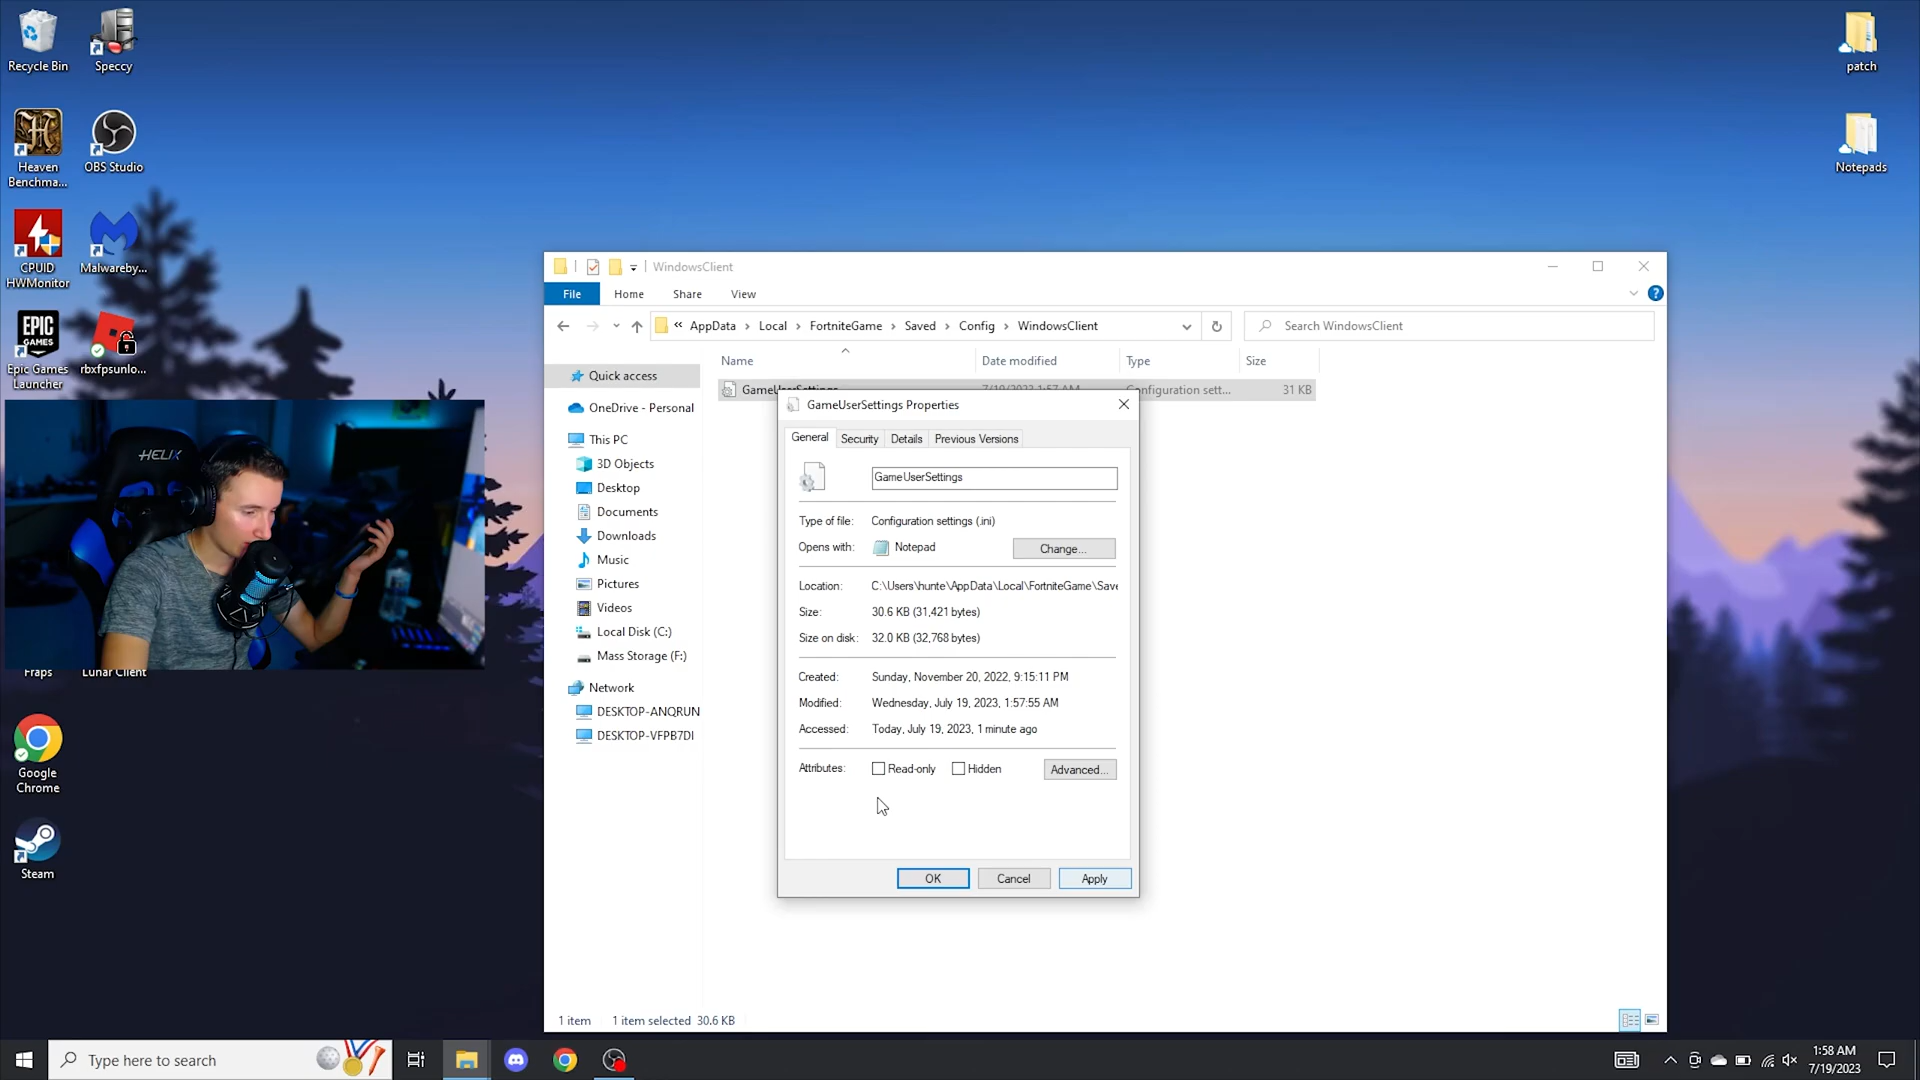 Recycle Bin
Speccy
Heaven Benchma...
OBS Studio
CPUID HWMonitor
Malwareby...
EPIC GAMES
Epic Games Launcher
rbxfpsunlo...
HELIX
Fraps
Lunar Client
Google Chrome
Steam
patch
Notepads
WindowsClient
File
Home
Share
View
« AppData > Local > FortniteGame > Saved > Config > WindowsClient
Search WindowsClient
Name
Date modified
Type
Size
GameUserSettings
7/19/2023 1:57 AM
Configuration sett...
31 KB
Quick access
OneDrive - Personal
This PC
3D Objects
Desktop
Documents
Downloads
Music
Pictures
Videos
Local Disk (C:)
Mass Storage (F:)
Network
DESKTOP-ANQRUN
DESKTOP-VFPB7DI
GameUserSettings Properties
General
Security
Details
Previous Versions
GameUserSettings
Type of file: Configuration settings (.ini)
Opens with: Notepad
Change...
Location: C:\Users\hunte\AppData\Local\FortniteGame\Save
Size: 30.6 KB (31,421 bytes)
Size on disk: 32.0 KB (32,768 bytes)
Created: Sunday, November 20, 2022, 9:15:11 PM
Modified: Wednesday, July 19, 2023, 1:57:55 AM
Accessed: Today, July 19, 2023, 1 minute ago
Attributes: Read-only Hidden
Advanced...
OK
Cancel
Apply
1 item
1 item selected 30.6 KB
Type here to search
1:58 AM
7/19/2023